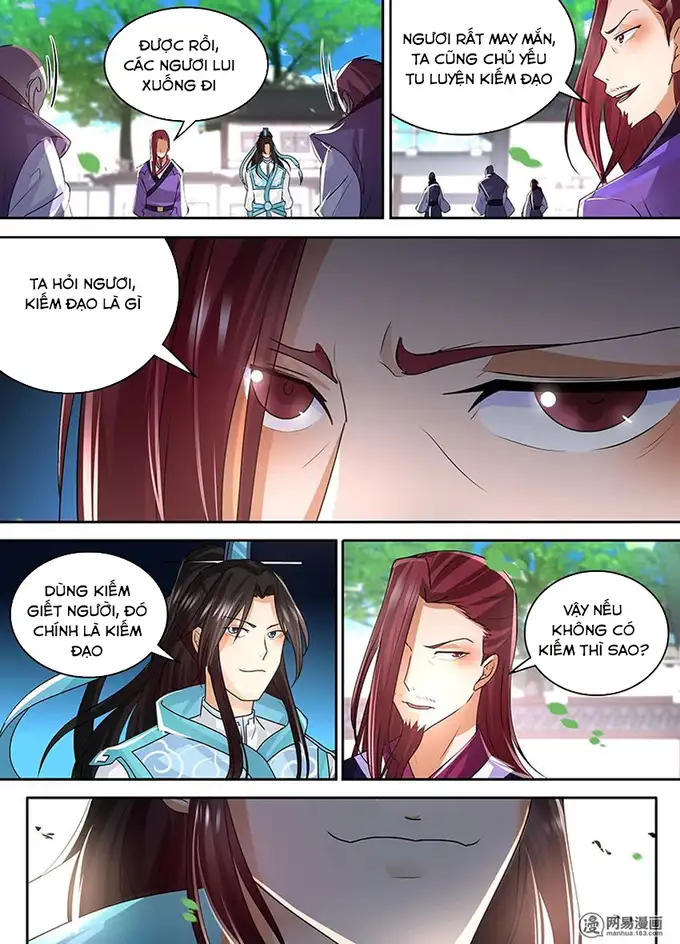 ĐƯỢC RỒI,
CÁC NGƯƠI LUI
XUỐNG ĐI
NGƯƠI RẤT MAY MẮN,
TA CŨNG CHỦ YẾU
TU LUYỆN KIẾM ĐẠO
TA HỎI NGƯƠI,
KIẾM ĐẠO LÀ GÌ
DÙNG KIẾM
GIẾT NGƯỜI, ĐÓ
CHÍNH LÀ KIẾM
ĐẠO
VẬY NẾU
KHÔNG CÓ
KIẾM THÌ SAO?
漫 网易漫画
manhua.163.com